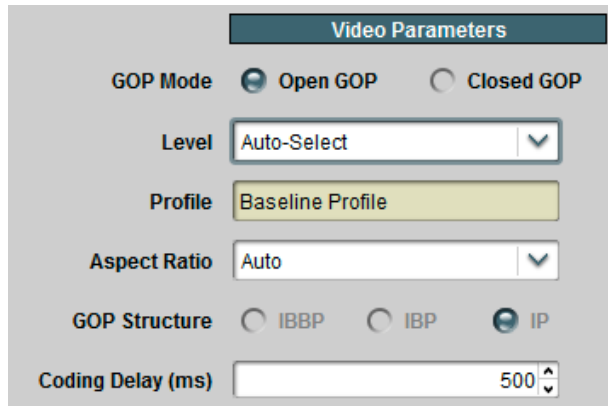 Video Parameters
GOP Mode Open GOP Closed GOP
Level Auto-Select
Profile Baseline Profile
Aspect Ratio Auto
GOP Structure IBBP IBP IP
Coding Delay (ms) 500